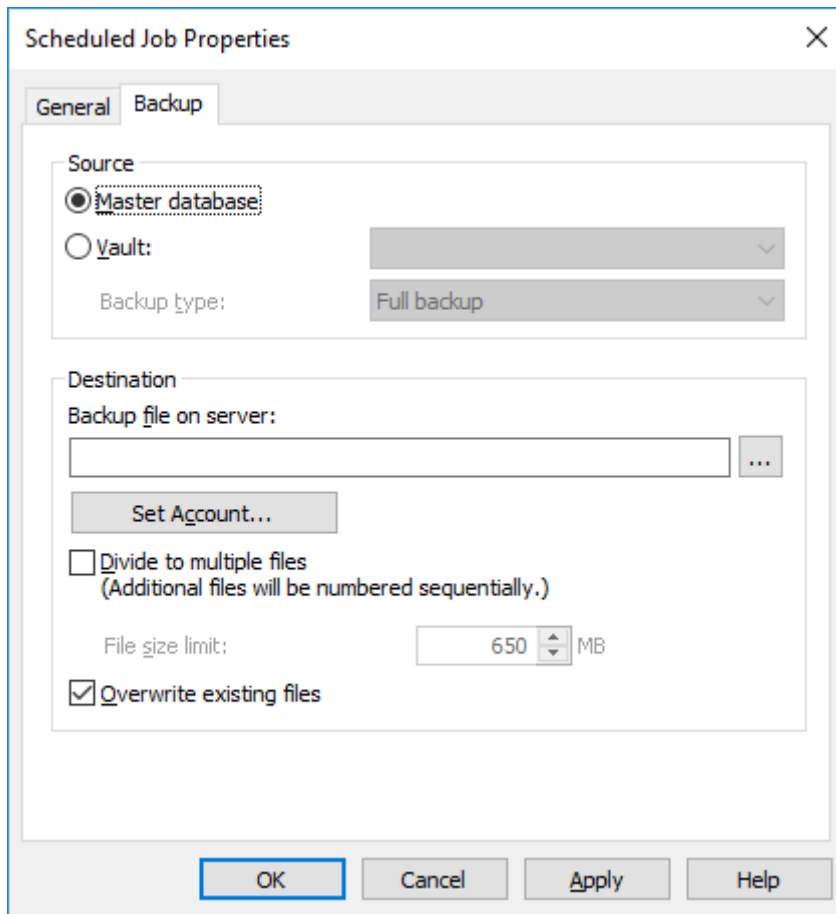 Scheduled Job Properties
General
Backup
Source
Master database
Vault:
Backup type:
Full backup
Destination
Backup file on server:
...
Set Account...
Divide to multiple files
(Additional files will be numbered sequentially.)
File size limit:
650
MB
Overwrite existing files
OK
Cancel
Apply
Help